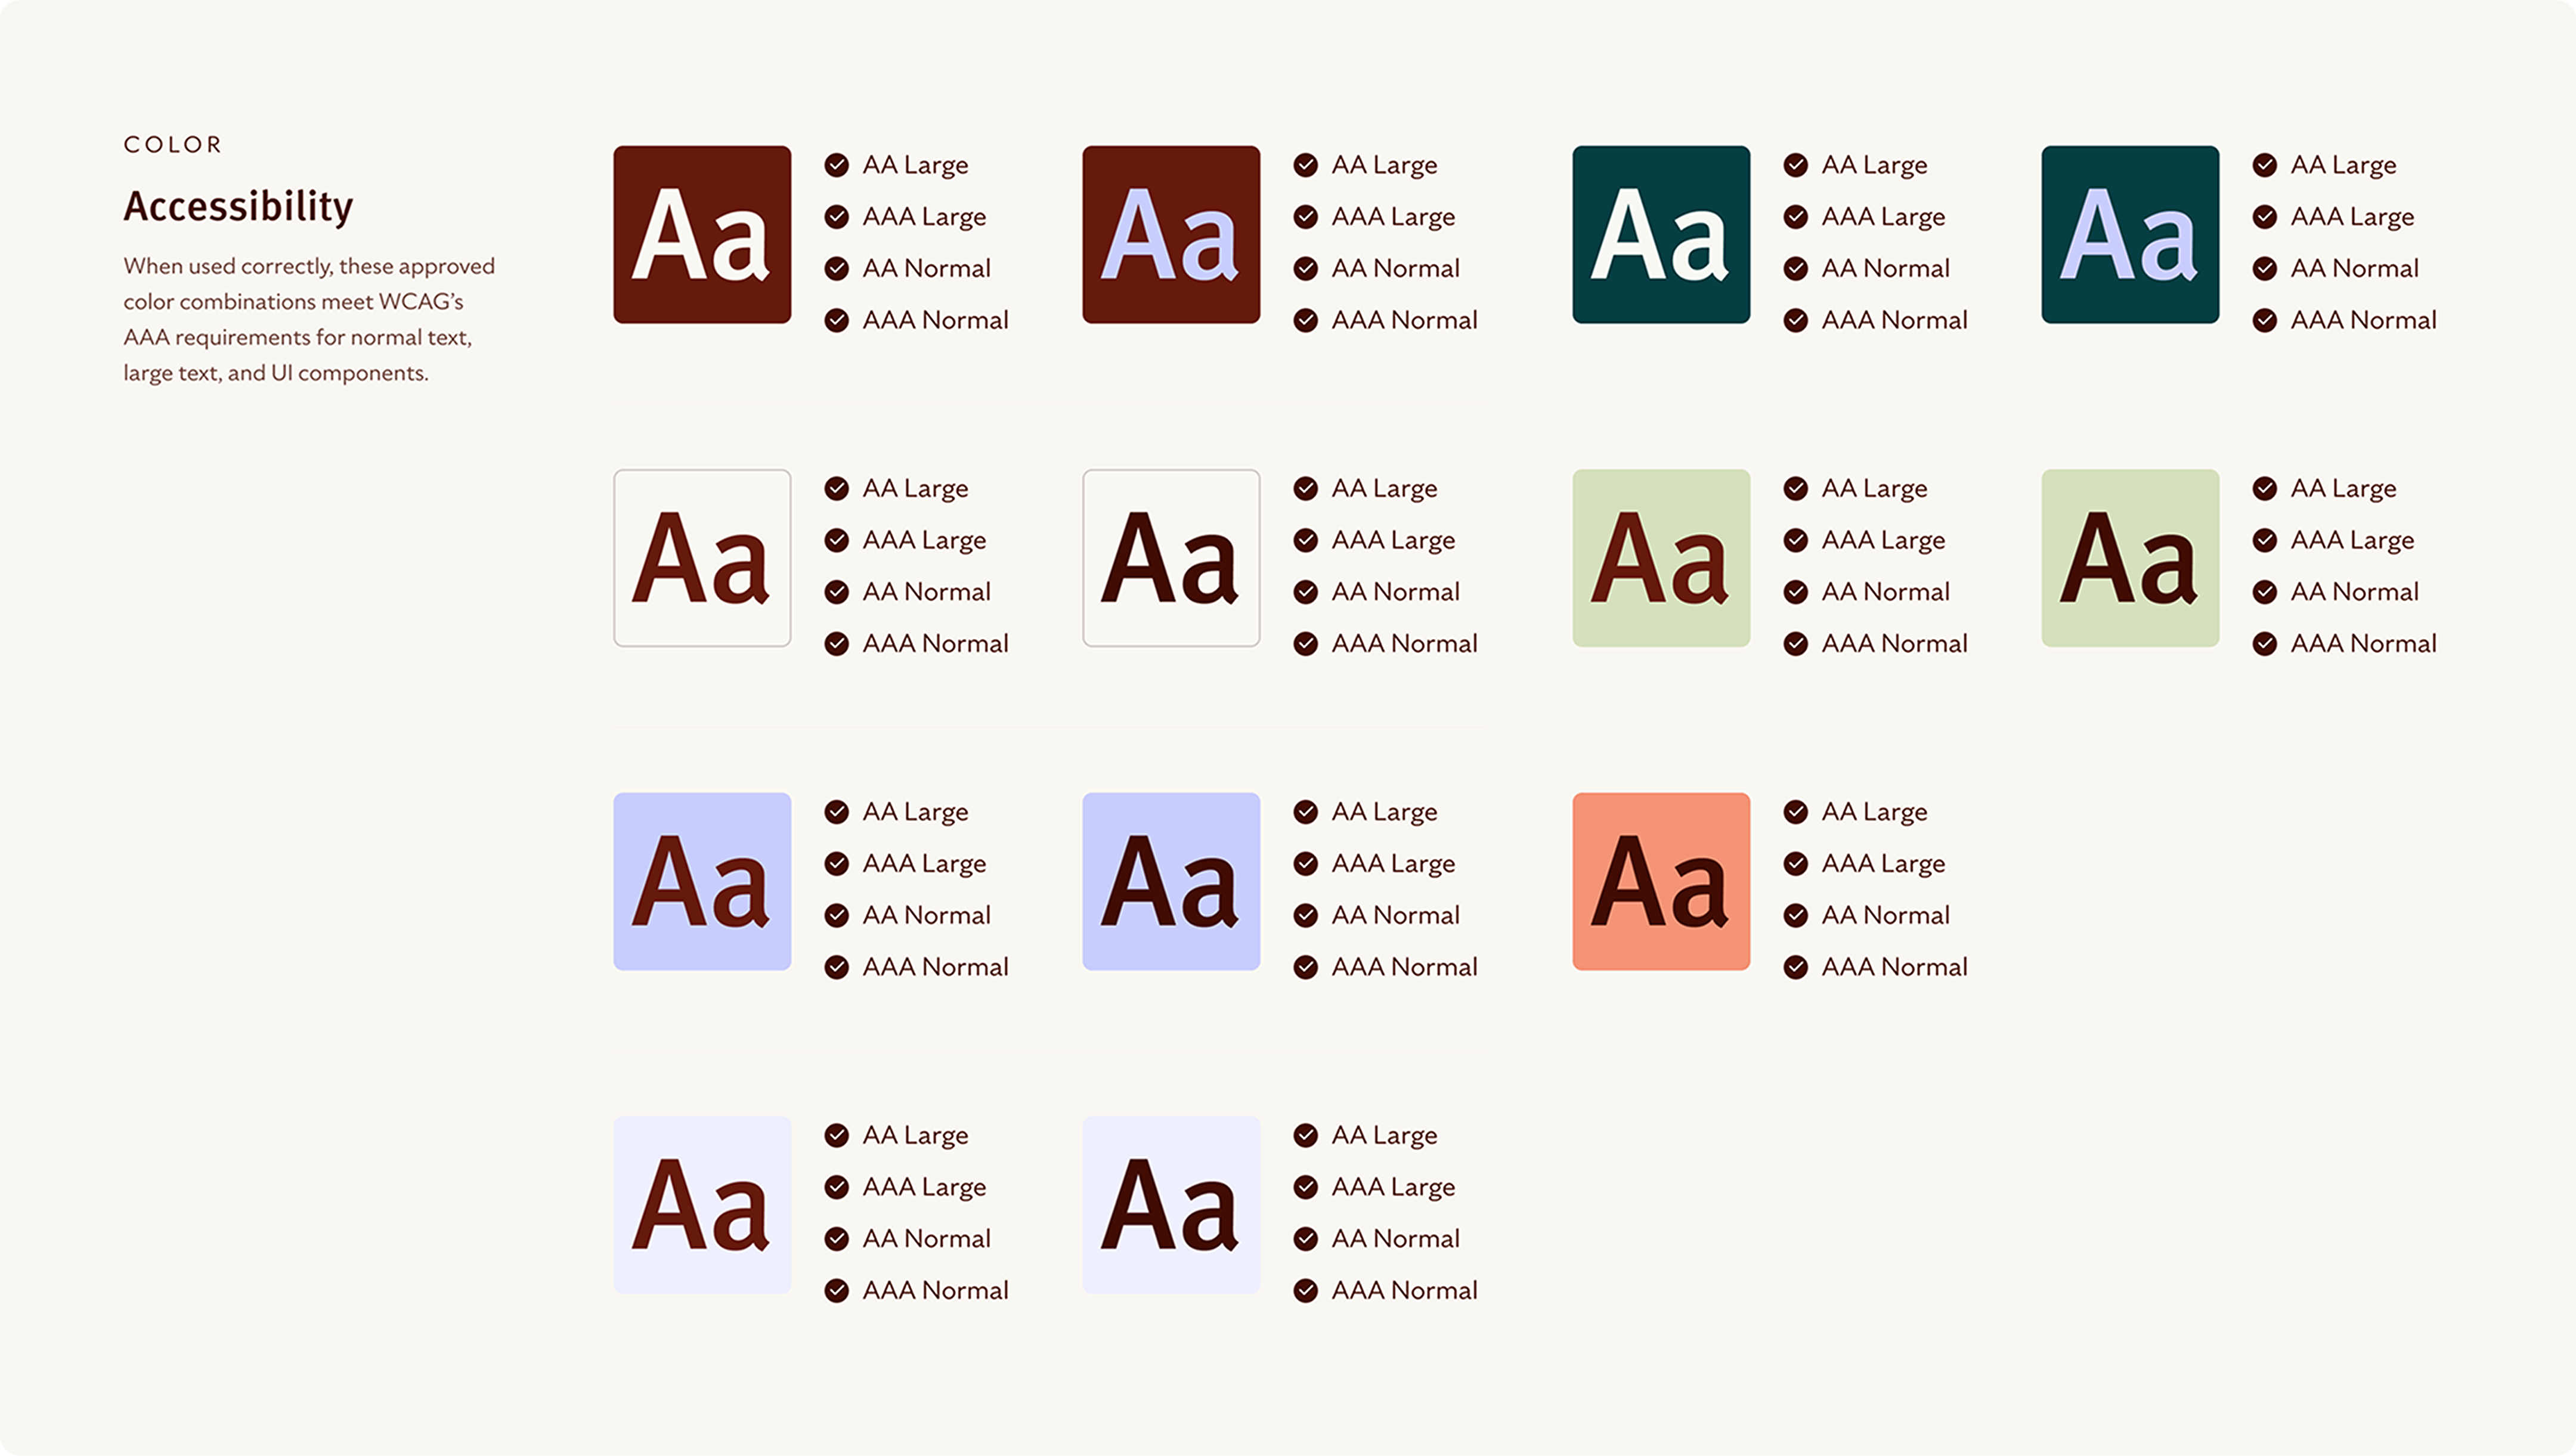 COLOR
Accessibility
When used correctly, these approved
color combinations meet WCAG’s
AAA requirements for normal text,
large text, and UI components.
Aa
AA Large
AAA Large
AA Normal
AAA Normal
Aa
AA Large
AAA Large
AA Normal
AAA Normal
Aa
AA Large
AAA Large
AA Normal
AAA Normal
Aa
AA Large
AAA Large
AA Normal
AAA Normal
Aa
AA Large
AAA Large
AA Normal
AAA Normal
Aa
AA Large
AAA Large
AA Normal
AAA Normal
Aa
AA Large
AAA Large
AA Normal
AAA Normal
Aa
AA Large
AAA Large
AA Normal
AAA Normal
Aa
AA Large
AAA Large
AA Normal
AAA Normal
Aa
AA Large
AAA Large
AA Normal
AAA Normal
Aa
AA Large
AAA Large
AA Normal
AAA Normal
Aa
AA Large
AAA Large
AA Normal
AAA Normal
Aa
AA Large
AAA Large
AA Normal
AAA Normal